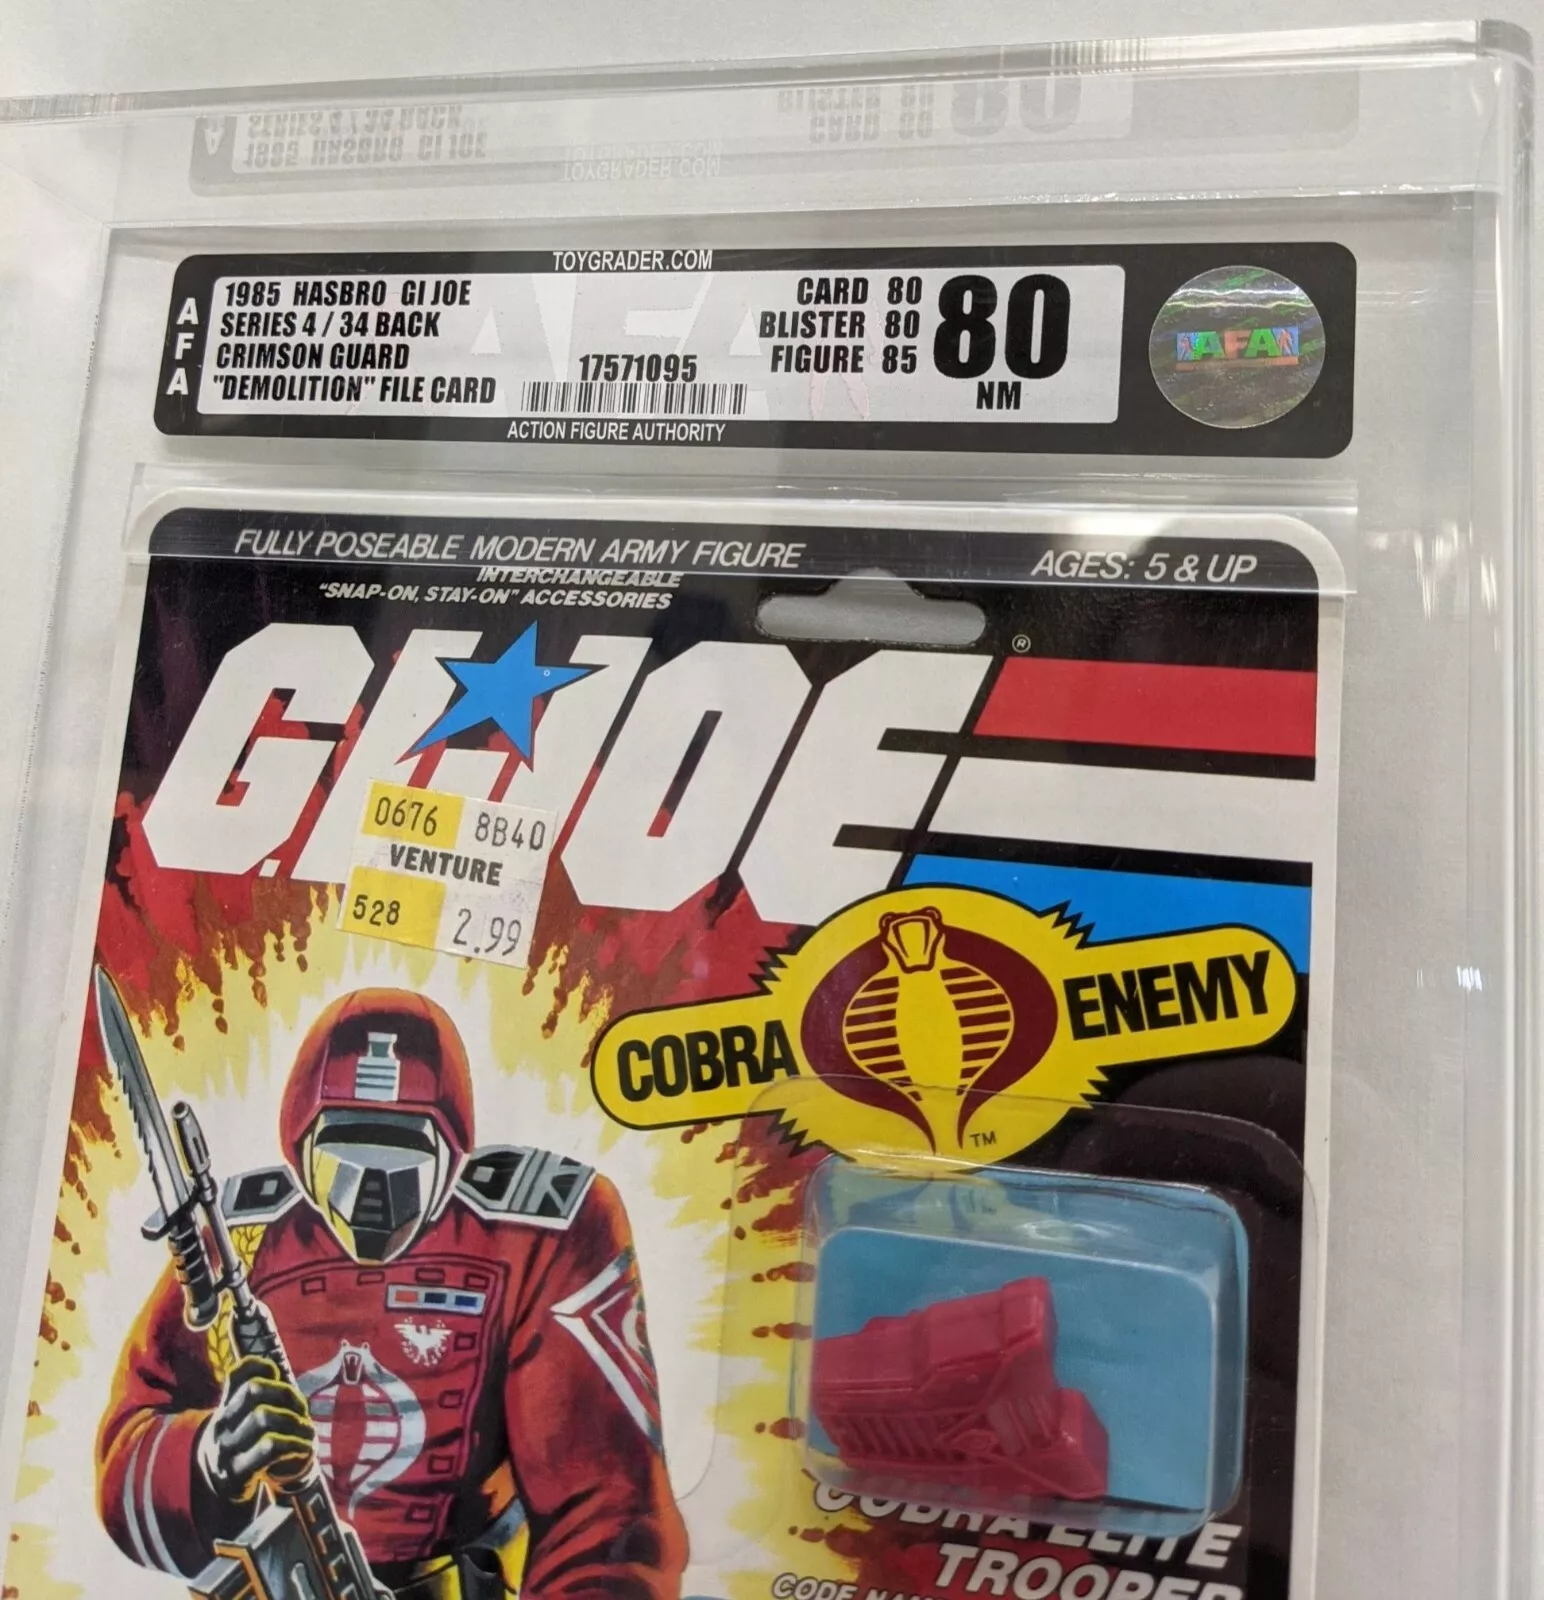 TOYGRADER.COM
AFA
1985 HASBRO GI JOE
SERIES 4 / 34 BACK
CRIMSON GUARD
"DEMOLITION" FILE CARD
17571095
CARD 80
BLISTER 80
FIGURE 85
80
NM
AFA
ACTION FIGURE AUTHORITY
FULLY POSEABLE MODERN ARMY FIGURE
INTERCHANGEABLE
"SNAP-ON, STAY-ON" ACCESSORIES
AGES: 5 & UP
G.I. JOE
®
0676 8B40
VENTURE
528 2.99
COBRA ENEMY
TM
COBRA ELITE
TROOPER
CODE NAME